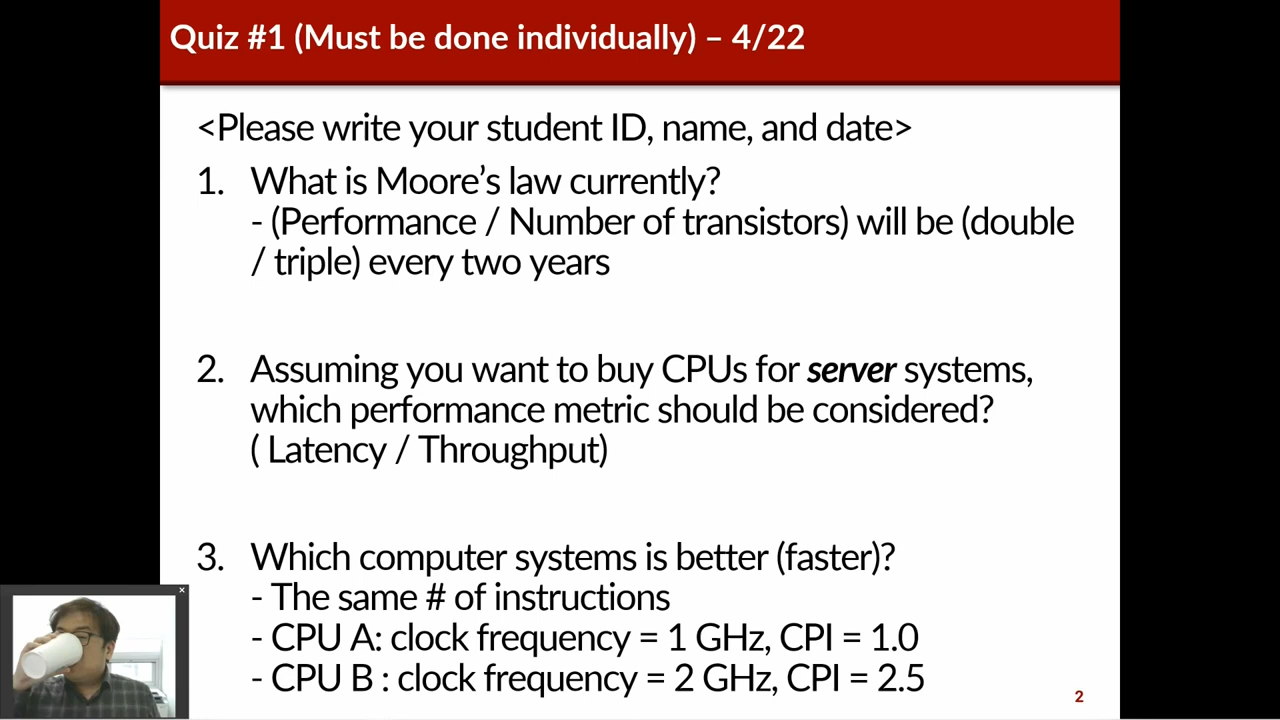 Quiz #1 (Must be done individually) – 4/22
<Please write your student ID, name, and date>
1. What is Moore’s law currently?
- (Performance / Number of transistors) will be (double
/ triple) every two years
2. Assuming you want to buy CPUs for server systems,
which performance metric should be considered?
( Latency / Throughput)
3. Which computer systems is better (faster)?
- The same # of instructions
- CPU A: clock frequency = 1 GHz, CPI = 1.0
- CPU B : clock frequency = 2 GHz, CPI = 2.5
2